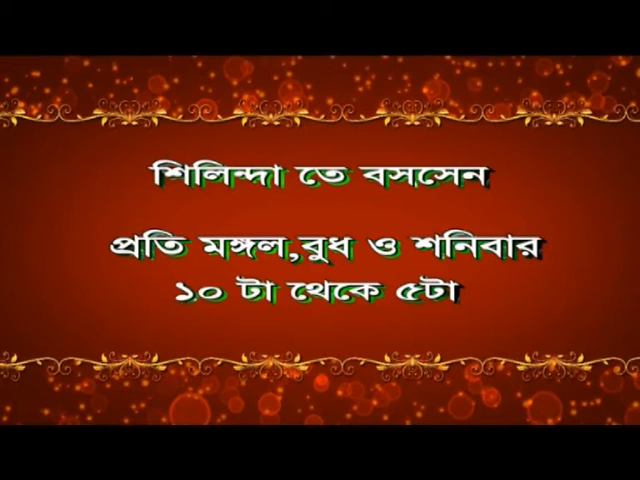 শিলিন্দা তে বসসেন
প্রতি মঙ্গল,বুধ ও শনিবার
১০ টা থেকে ৫টা